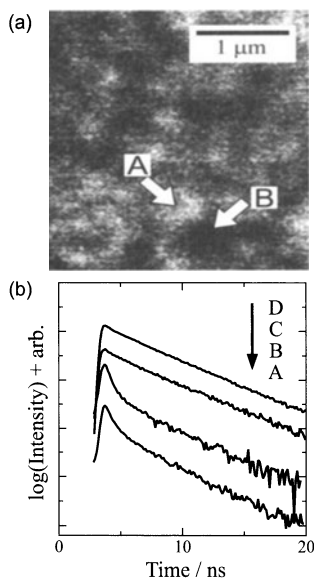 (a)
1 μm
A
B
(b)
D
C
B
A
log(Intensity) + arb.
0
10
20
Time / ns